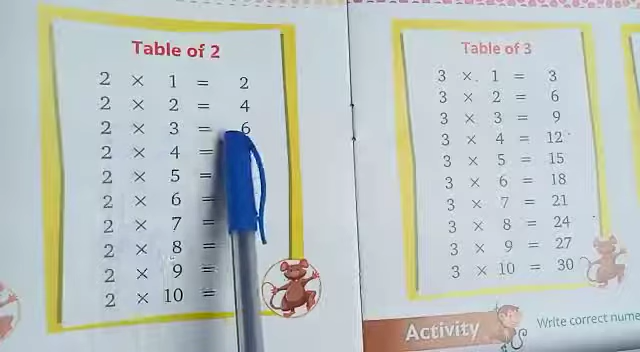 Table of 2
2 × 1 = 2
2 × 2 = 4
2 × 3 = 6
2 × 4 =
2 × 5 =
2 × 6 =
2 × 7 =
2 × 8 =
2 × 9 =
2 × 10 =
Table of 3
3 × 1 = 3
3 × 2 = 6
3 × 3 = 9
3 × 4 = 12
3 × 5 = 15
3 × 6 = 18
3 × 7 = 21
3 × 8 = 24
3 × 9 = 27
3 × 10 = 30
Activity
Write correct nume